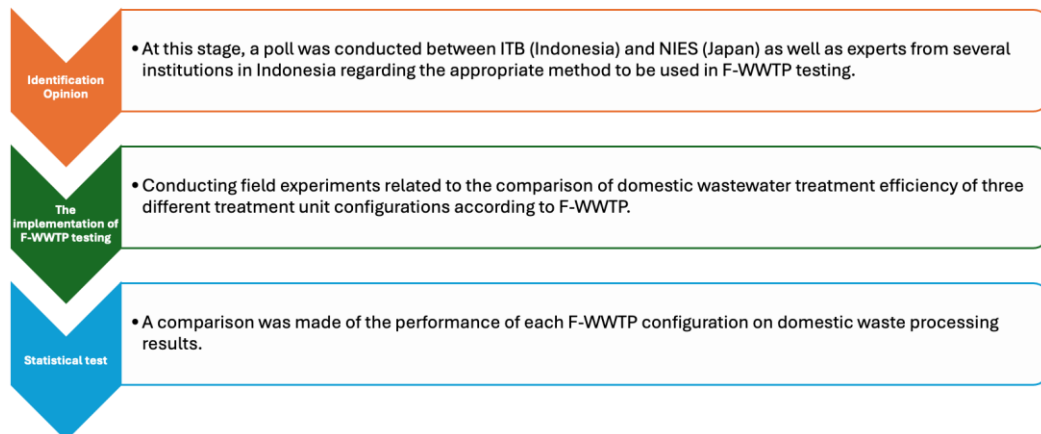 Identification
Opinion
• At this stage, a poll was conducted between ITB (Indonesia) and NIES (Japan) as well as experts from several
institutions in Indonesia regarding the appropriate method to be used in F-WWTP testing.
The
implementation of
F-WWTP testing
• Conducting field experiments related to the comparison of domestic wastewater treatment efficiency of three
different treatment unit configurations according to F-WWTP.
Statistical test
• A comparison was made of the performance of each F-WWTP configuration on domestic waste processing
results.